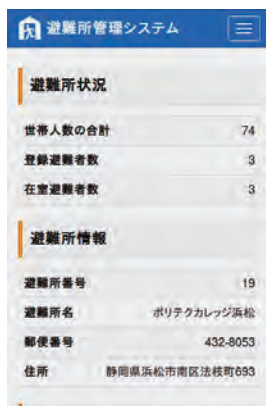 避難所管理システム
避難所状況
世帯人数の合計 74
登録避難者数 3
在室避難者数 3
避難所情報
避難所番号 19
避難所名 ポリテクカレッジ浜松
郵便番号 432-8053
住所 静岡県浜松市南区法枝町693